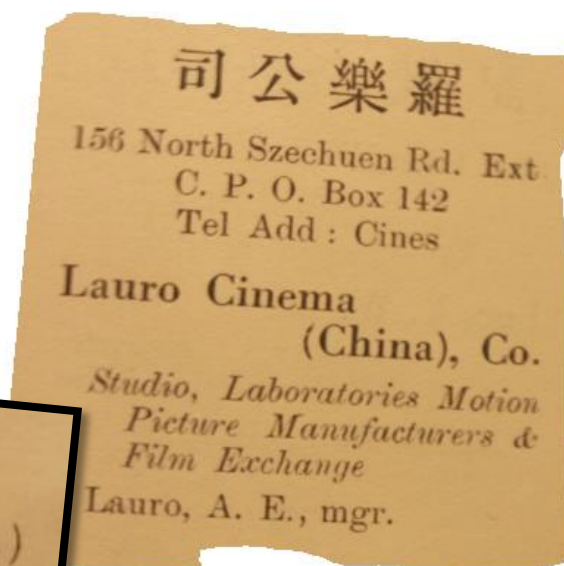 司公樂羅
156 North Szechuen Rd. Ext
C. P. O. Box 142
Tel Add : Cines
Lauro Cinema
(China), Co.
Studio, Laboratories Motion
Picture Manufacturers &
Film Exchange
Lauro, A. E., mgr.
)